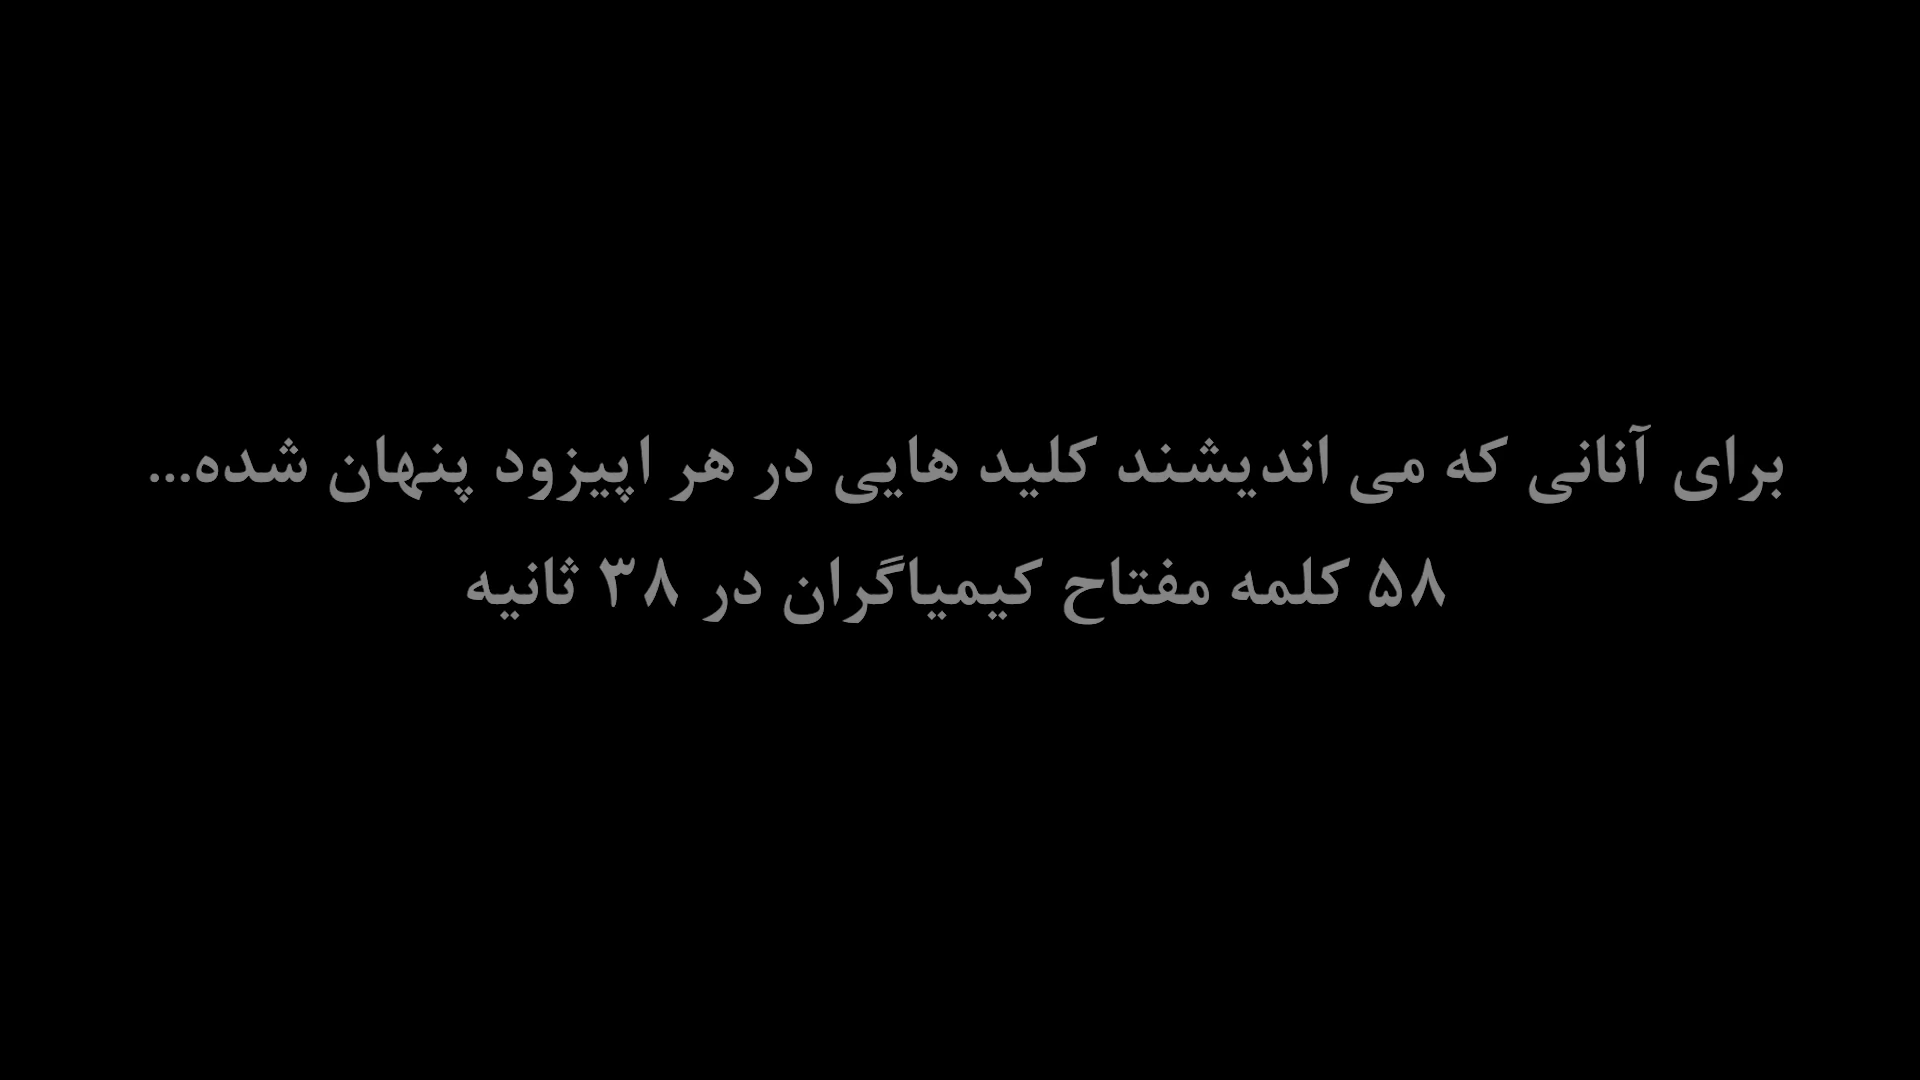 برای آنانی که می اندیشند کلید هایی در هر اپیزود پنهان شده...
۵۸ کلمه مفتاح کیمیاگران در ۳۸ ثانیه